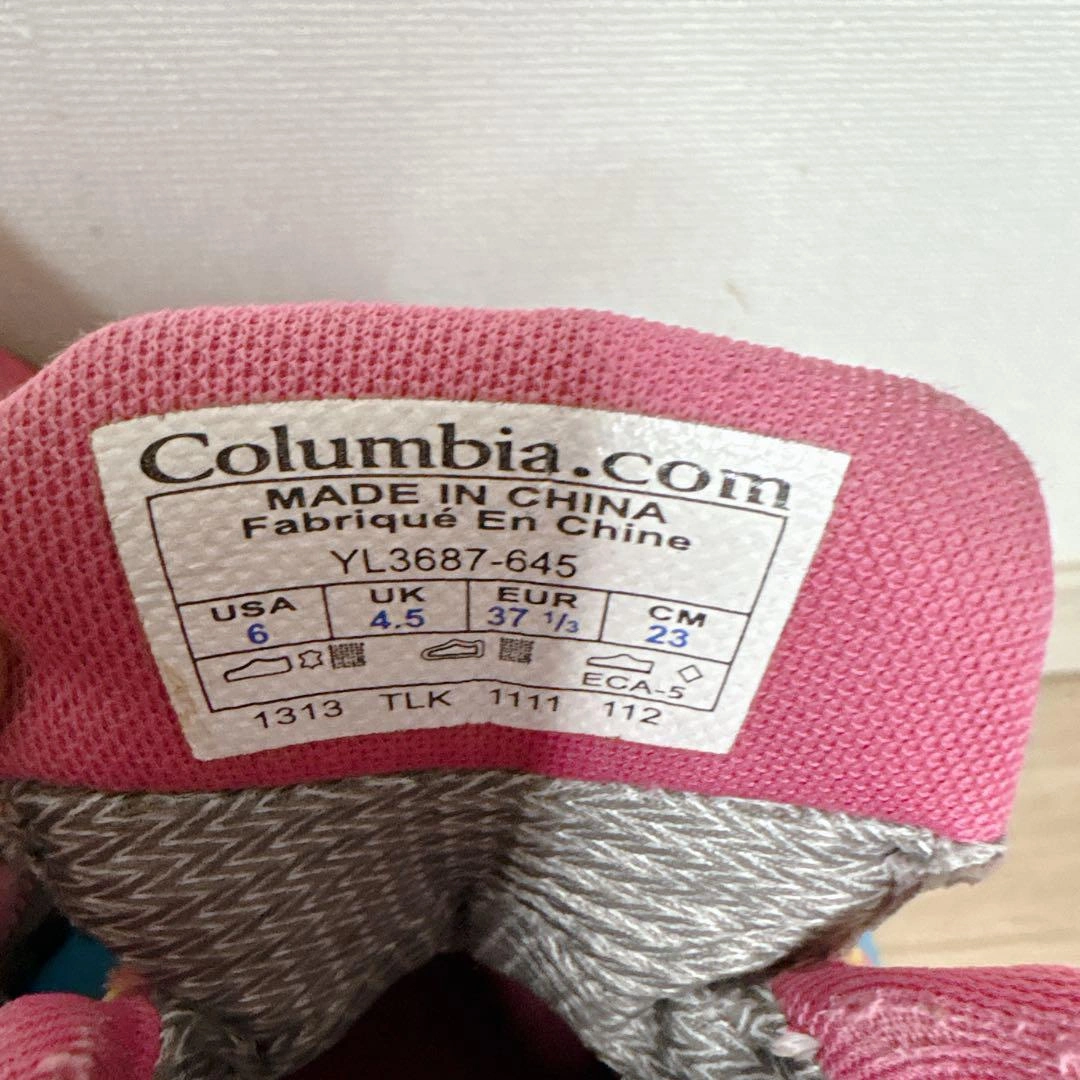 Columbia.com
MADE IN CHINA
Fabriqué En Chine
YL3687-645
USA UK EUR CM
6 4.5 37 1/3 23
ECA-5
1313 TLK 1111 112